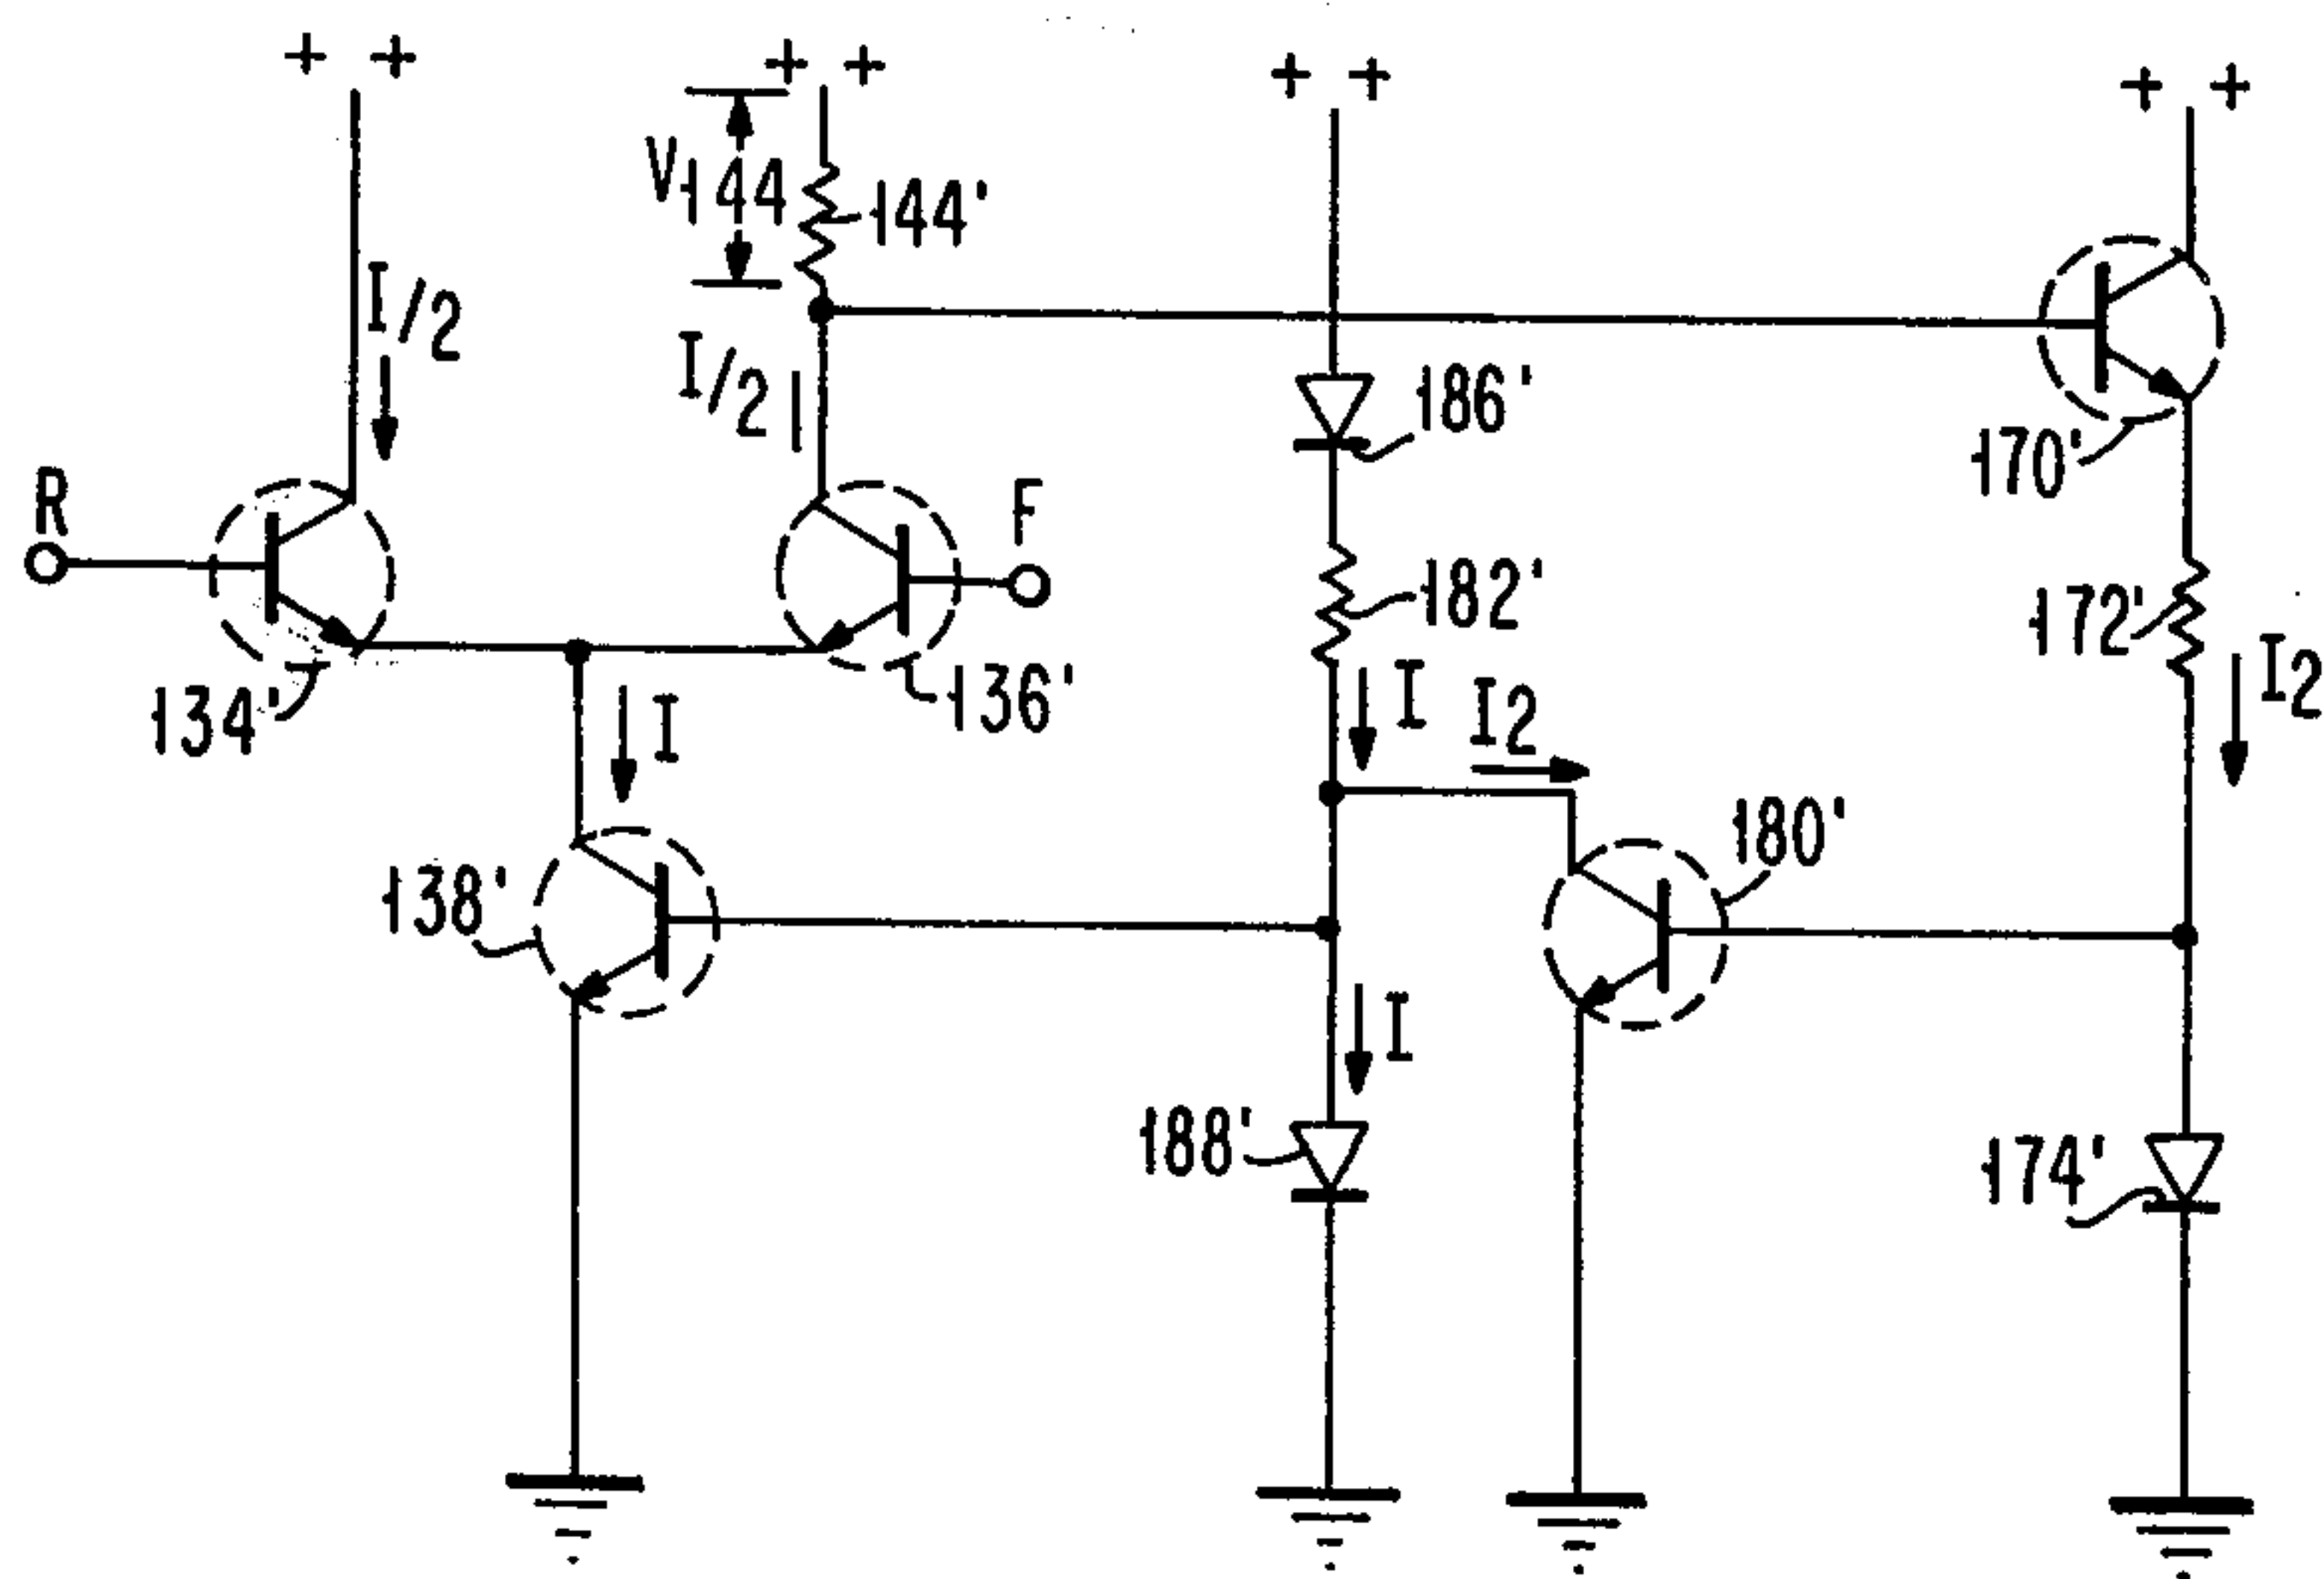 + +
+ +
+ +
+ +
V144
144'
I/2
I/2
186'
170'
R
F
182'
172'
134'
136'
I
I
I2
I2
138'
180'
I
188'
174'